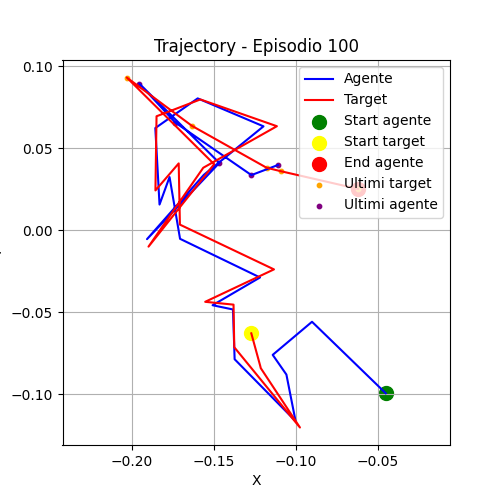 Trajectory - Episodio 100
Agente
Target
Start agente
Start target
End agente
Ultimi target
Ultimi agente
0.10
0.05
0.00
−0.05
−0.10
−0.20
−0.15
−0.10
−0.05
X